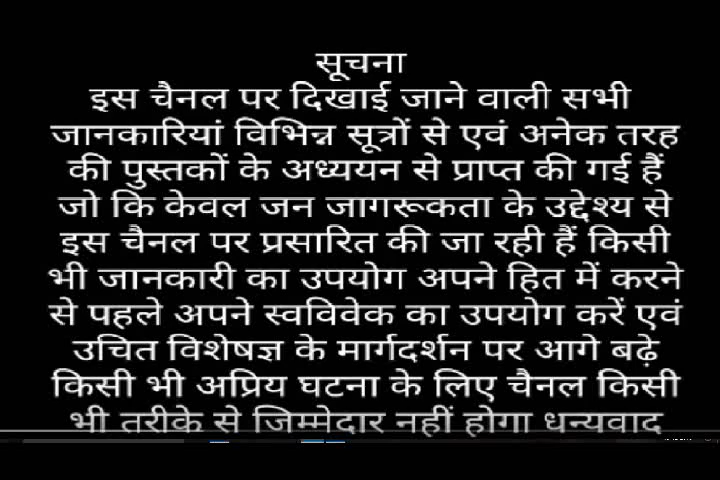 सूचना
इस चैनल पर दिखाई जाने वाली सभी
जानकारियां विभिन्न सूत्रों से एवं अनेक तरह
की पुस्तकों के अध्ययन से प्राप्त की गई हैं
जो कि केवल जन जागरूकता के उद्देश्य से
इस चैनल पर प्रसारित की जा रही हैं किसी
भी जानकारी का उपयोग अपने हित में करने
से पहले अपने स्वविवेक का उपयोग करें एवं
उचित विशेषज्ञ के मार्गदर्शन पर आगे बढ़े
किसी भी अप्रिय घटना के लिए चैनल किसी
भी तरीके से जिम्मेदार नहीं होगा धन्यवाद